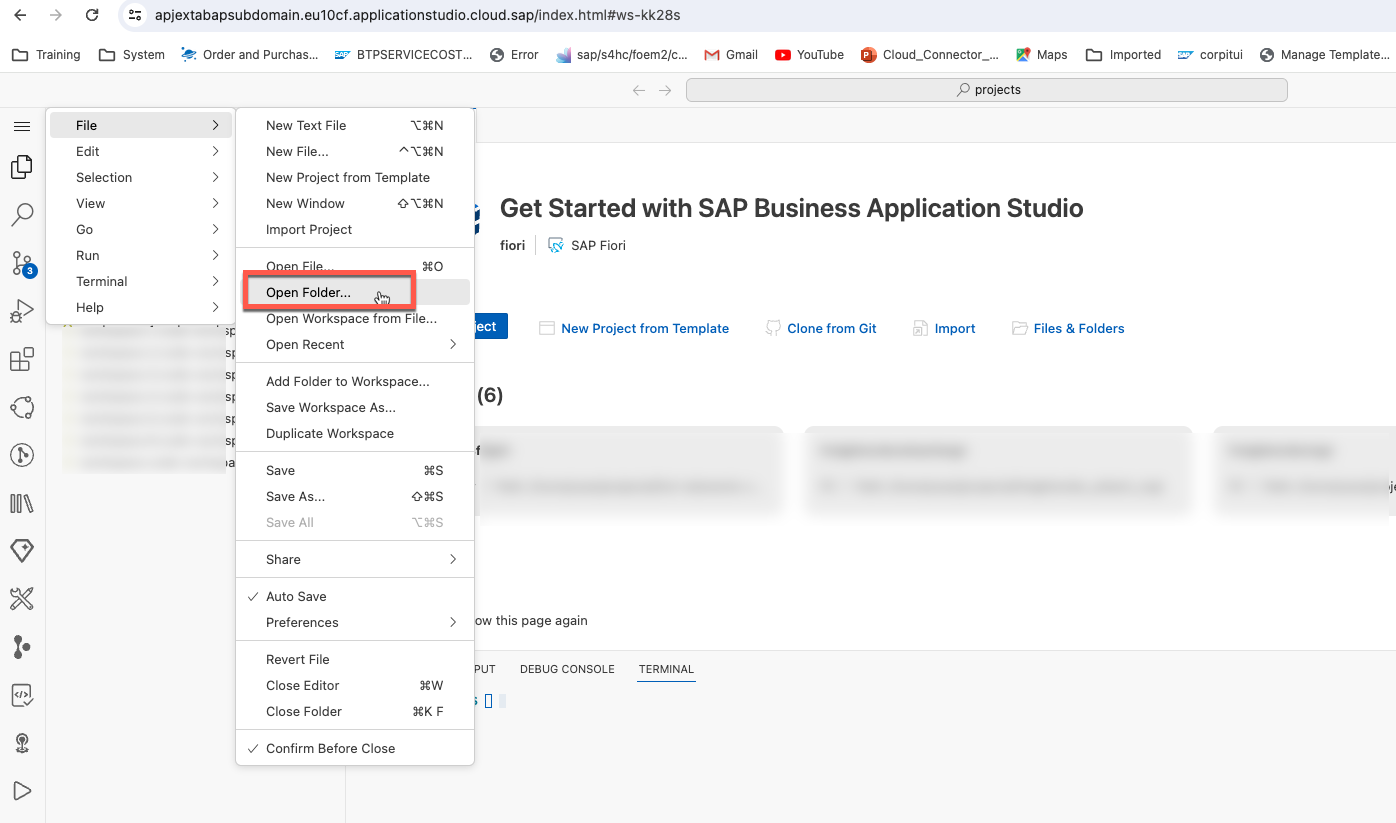 apjextabapsubdomain.eu10cf.applicationstudio.cloud.sap/index.html#ws-kk28s
Training System Order and Purchas... BTPSERVICECOST... Error sap/s4hc/foem2/c... Gmail YouTube Cloud_Connector_... Maps Imported corpitui Manage Template...
projects
File
Edit
Selection
View
Go
Run
Terminal
Help
New Text File ⌥⌘N
New File... ^⌥⌘N
New Project from Template
New Window ⇧⌥⌘N
Import Project
Open File... ⌘O
Open Folder...
Open Workspace from File...
Open Recent
Add Folder to Workspace...
Save Workspace As...
Duplicate Workspace
Save ⌘S
Save As... ⇧⌘S
Save All ⌥⌘S
Share
Auto Save
Preferences
Revert File
Close Editor ⌘W
Close Folder ⌘K F
Confirm Before Close
3
Get Started with SAP Business Application Studio
fiori SAP Fiori
ject New Project from Template Clone from Git Import Files & Folders
(6)
ow this page again
PUT DEBUG CONSOLE TERMINAL